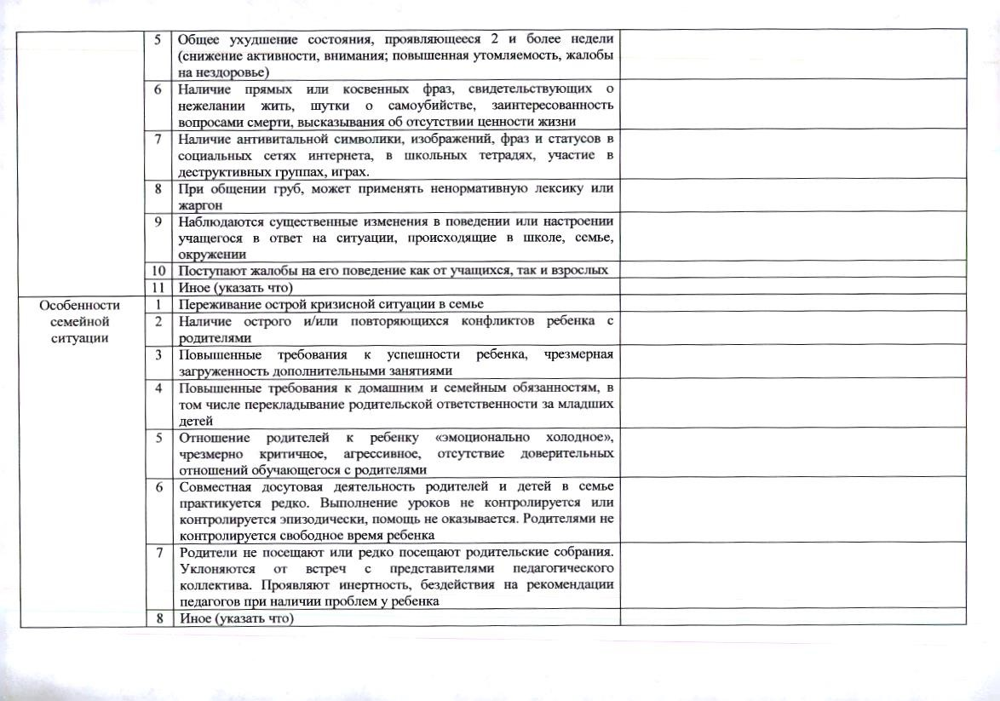 5 Общее ухудшение состояния, проявляющееся 2 и более недели
(снижение активности, внимания; повышенная утомляемость, жалобы
на нездоровье)
6 Наличие прямых или косвенных фраз, свидетельствующих о
нежелании жить, шутки о самоубийстве, заинтересованность
вопросами смерти, высказывания об отсутствии ценности жизни
7 Наличие антивитальной символики, изображений, фраз и статусов в
социальных сетях интернета, в школьных тетрадях, участие в
деструктивных группах, играх.
8 При общении груб, может применять ненормативную лексику или
жаргон
9 Наблюдаются существенные изменения в поведении или настроении
учащегося в ответ на ситуации, происходящие в школе, семье,
окружении
10 Поступают жалобы на его поведение как от учащихся, так и взрослых
11 Иное (указать что)
Особенности
семейной
ситуации
1 Переживание острой кризисной ситуации в семье
2 Наличие острого и/или повторяющихся конфликтов ребенка с
родителями
3 Повышенные требования к успешности ребенка, чрезмерная
загруженность дополнительными занятиями
4 Повышенные требования к домашним и семейным обязанностям, в
том числе перекладывание родительской ответственности за младших
детей
5 Отношение родителей к ребенку «эмоционально холодное»,
чрезмерно критичное, агрессивное, отсутствие доверительных
отношений обучающегося с родителями
6 Совместная досутовая деятельность родителей и детей в семье
практикуется редко. Выполнение уроков не контролируется или
контролируется эпизодически, помощь не оказывается. Родителями не
контролируется свободное время ребенка
7 Родители не посещают или редко посещают родительские собрания.
Уклоняются от встреч с представителями педагогического
коллектива. Проявляют инертность, бездействия на рекомендации
педагогов при наличии проблем у ребенка
8 Иное (указать что)